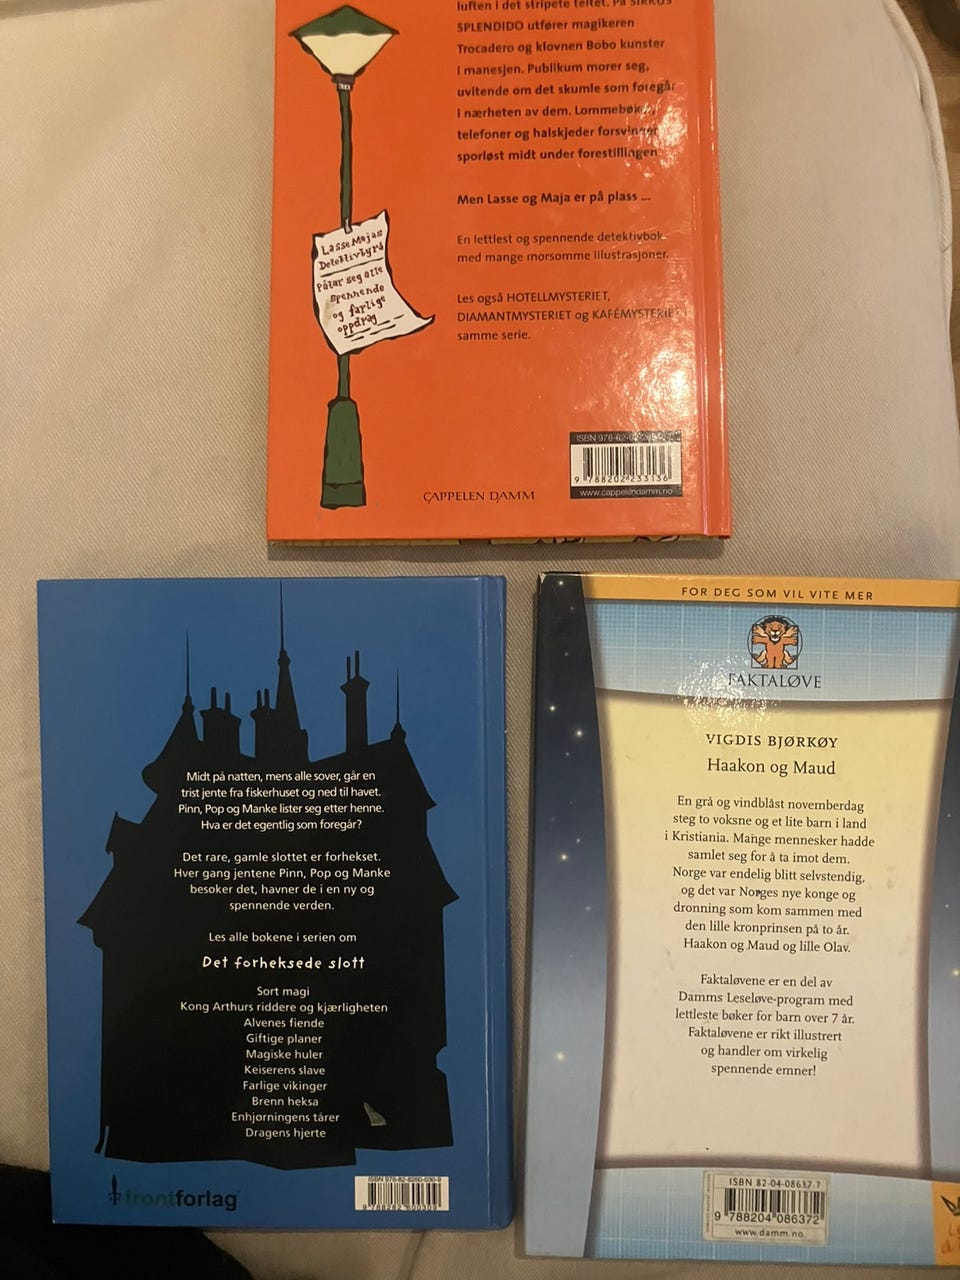 luften i det stripete teltet. På SIRKUS
SPLENDIDO utfører magikeren
Trocadero og klovnen Bobo kunster
i manesjen. Publikum morer seg,
uvitende om det skumle som foregår
i nærheten av dem. Lommebøker,
telefoner og halskjeder forsvinner
sporløst midt under forestillingen.
Men Lasse og Maja er på plass ...
En lettlest og spennende detektivbok
med mange morsomme illustrasjoner.
Les også HOTELLMYSTERIET,
DIAMANTMYSTERIET og KAFÉMYSTERIET i
samme serie.
LasseMajas
Detektivbyrå
Påtar seg alle
spennende
og farlige
oppdrag
CAPPELEN DAMM
9 788202 233136
www.cappelendamm.no
Midt på natten, mens alle sover, går en
trist jente fra fiskerhuset og ned til havet.
Pinn, Pop og Manke lister seg etter henne.
Hva er det egentlig som foregår?
Det rare, gamle slottet er forhekset.
Hver gang jentene Pinn, Pop og Manke
besøker det, havner de i en ny og
spennende verden.
Les alle bøkene i serien om
Det forheksede slott
Sort magi
Kong Arthurs riddere og kjærligheten
Alvenes fiende
Giftige planer
Magiske huler
Keiserens slave
Farlige vikinger
Brenn heksa
Enhjørningens tårer
Dragens hjerte
frontforlag
ISBN 978-82-8260-030-9
FOR DEG SOM VIL VITE MER
FAKTALØVE
VIGDIS BJØRKØY
Haakon og Maud
En grå og vindblåst novemberdag
steg to voksne og et lite barn i land
i Kristiania. Mange mennesker hadde
samlet seg for å ta imot dem.
Norge var endelig blitt selvstendig,
og det var Norges nye konge og
dronning som kom sammen med
den lille kronprinsen på to år.
Haakon og Maud og lille Olav.
Faktaløvene er en del av
Damms Leseløve-program med
lettleste bøker for barn over 7 år.
Faktaløvene er rikt illustrert
og handler om virkelig
spennende emner!
ISBN 82-04-08637-7
9 788204 086372
www.damm.no